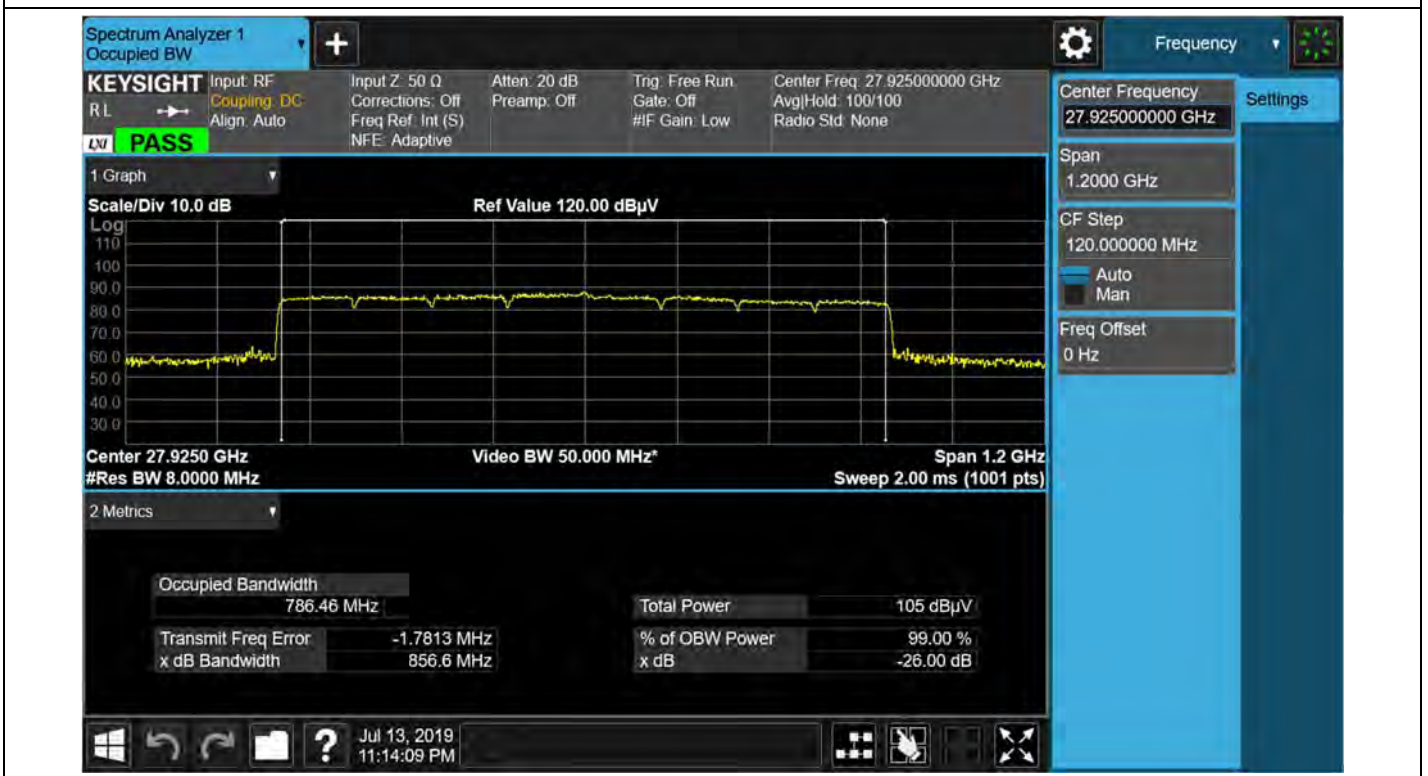 Spectrum Analyzer 1
Occupied BW
+
Frequency
KEYSIGHT
R L
LXI
PASS
Input: RF
Coupling: DC
Align: Auto
Input Z: 50 Ω
Corrections: Off
Freq Ref: Int (S)
NFE: Adaptive
Atten: 20 dB
Preamp: Off
Trig: Free Run
Gate: Off
#IF Gain: Low
Center Freq: 27.925000000 GHz
Avg|Hold: 100/100
Radio Std: None
Center Frequency
27.925000000 GHz
Settings
Span
1.2000 GHz
CF Step
120.000000 MHz
Auto
Man
Freq Offset
0 Hz
1 Graph
Scale/Div 10.0 dB
Ref Value 120.00 dBµV
Log
110
100
90.0
80.0
70.0
60.0
50.0
40.0
30.0
Center 27.9250 GHz
Video BW 50.000 MHz*
Span 1.2 GHz
#Res BW 8.0000 MHz
Sweep 2.00 ms (1001 pts)
2 Metrics
Occupied Bandwidth
786.46 MHz
Total Power 105 dBµV
Transmit Freq Error -1.7813 MHz
% of OBW Power 99.00 %
x dB Bandwidth 856.6 MHz
x dB -26.00 dB
?
Jul 13, 2019
11:14:09 PM